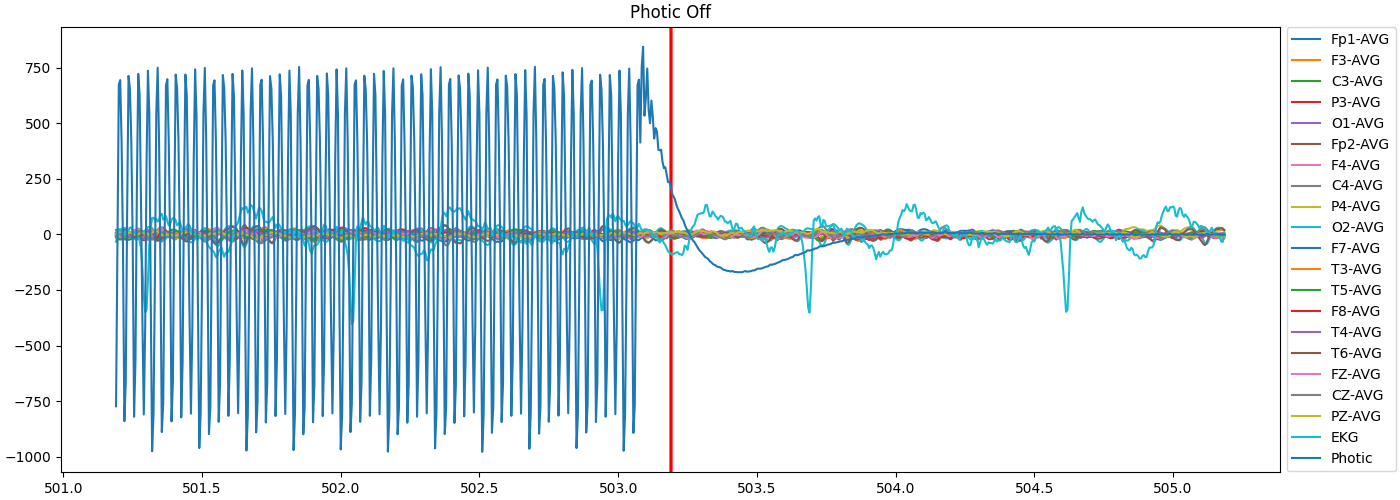 Photic Off
750
500
250
0
−250
−500
−750
−1000
501.0 501.5 502.0 502.5 503.0 503.5 504.0 504.5 505.0
Fp1-AVG
F3-AVG
C3-AVG
P3-AVG
O1-AVG
Fp2-AVG
F4-AVG
C4-AVG
P4-AVG
O2-AVG
F7-AVG
T3-AVG
T5-AVG
F8-AVG
T4-AVG
T6-AVG
FZ-AVG
CZ-AVG
PZ-AVG
EKG
Photic